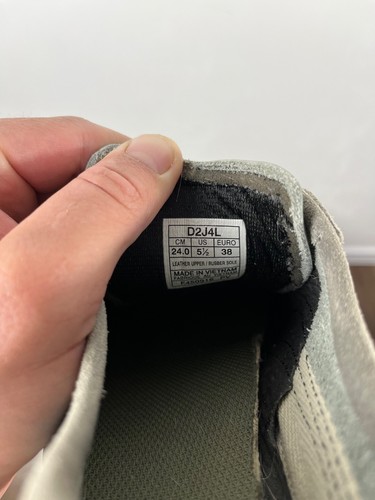 D2J4L
CM US EURO
24.0 5½ 38
LEATHER UPPER / RUBBER SOLE
MADE IN VIETNAM